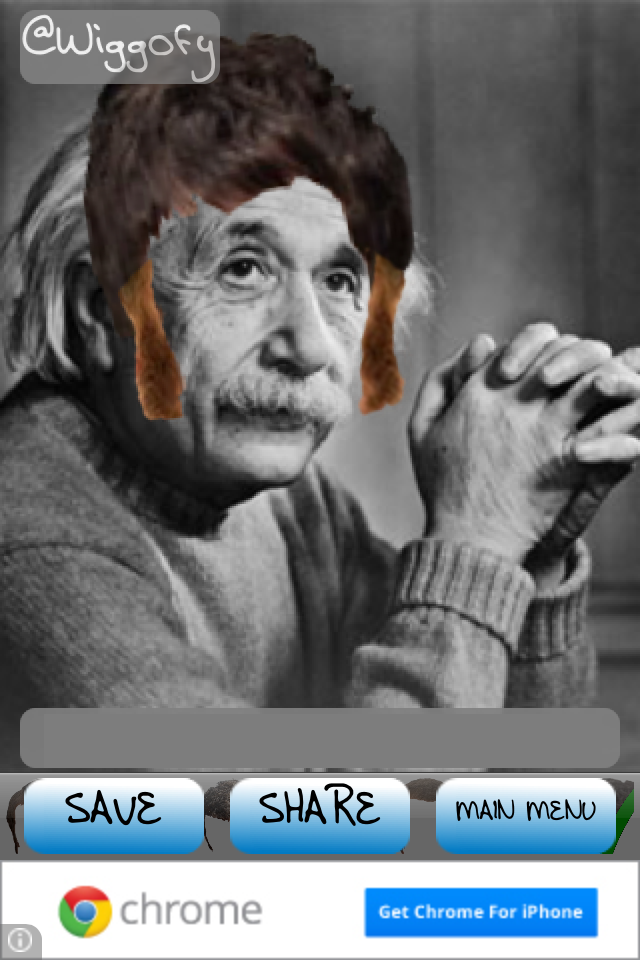 @Wiggofy
SAVE
SHARE
MAIN MENU
chrome
Get Chrome For iPhone